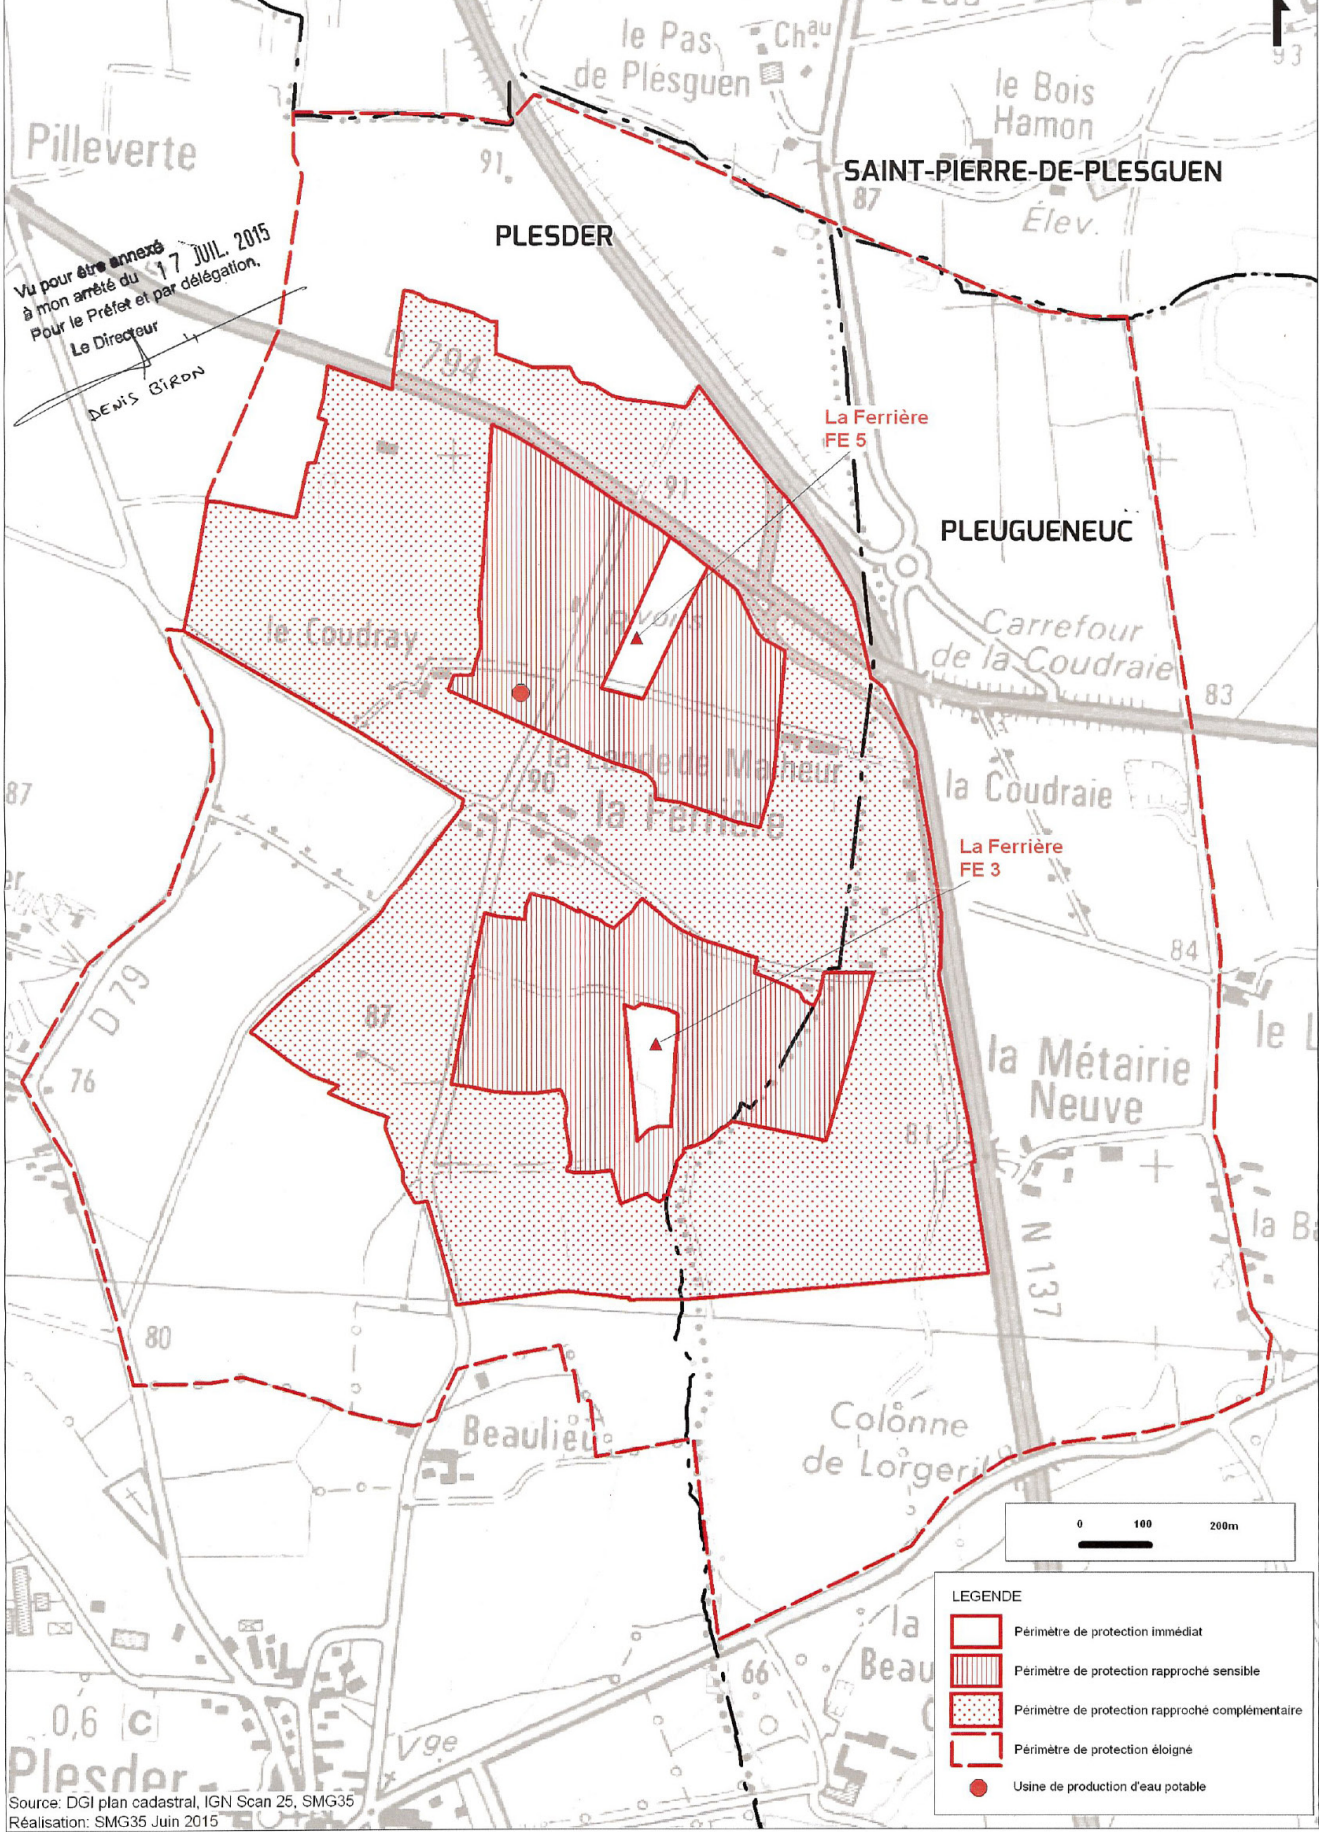 le Pas
de Plésguen
Chau
le Bois
Hamon
93
Pilleverte
91
SAINT-PIERRE-DE-PLESGUEN
87
Élev.
PLESDER
Vu pour être annexé
à mon arrêté du 17 JUIL. 2015
Pour le Préfet et par délégation,
Le Directeur
DENIS BIRON
D 794
La Ferrière
FE 5
91
PLEUGUENEUC
le Coudray
Carrefour
de la Coudraie
83
la Lande de Malheur
90
la Ferrière
87
la Coudraie
La Ferrière
FE 3
84
D 79
87
le L
76
la Métairie
Neuve
81
la Ba
N 137
80
Beaulieu
Colonne
de Lorgeril
0 100 200m
LEGENDE
Périmètre de protection immédiat
Périmètre de protection rapproché sensible
Périmètre de protection rapproché complémentaire
Périmètre de protection éloigné
Usine de production d'eau potable
la
Beau
66
0,6 C
Vge
Plesder
Source: DGI plan cadastral, IGN Scan 25, SMG35
Réalisation: SMG35 Juin 2015